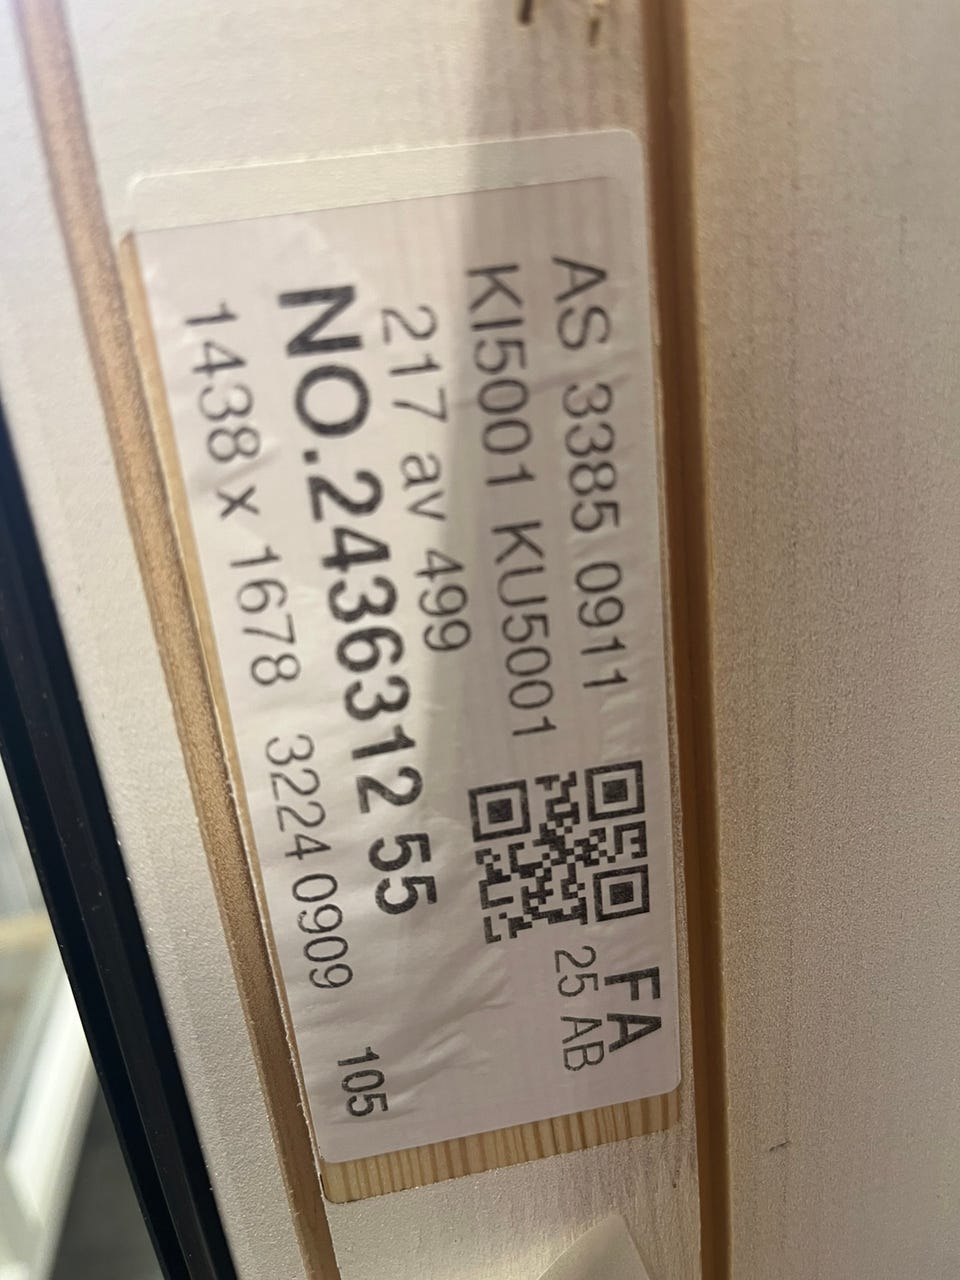 AS 3385 0911 FA
KI5001 KU5001 25 AB
217 av 499
NO.2436312 55
1438 x 1678 3224 0909 105